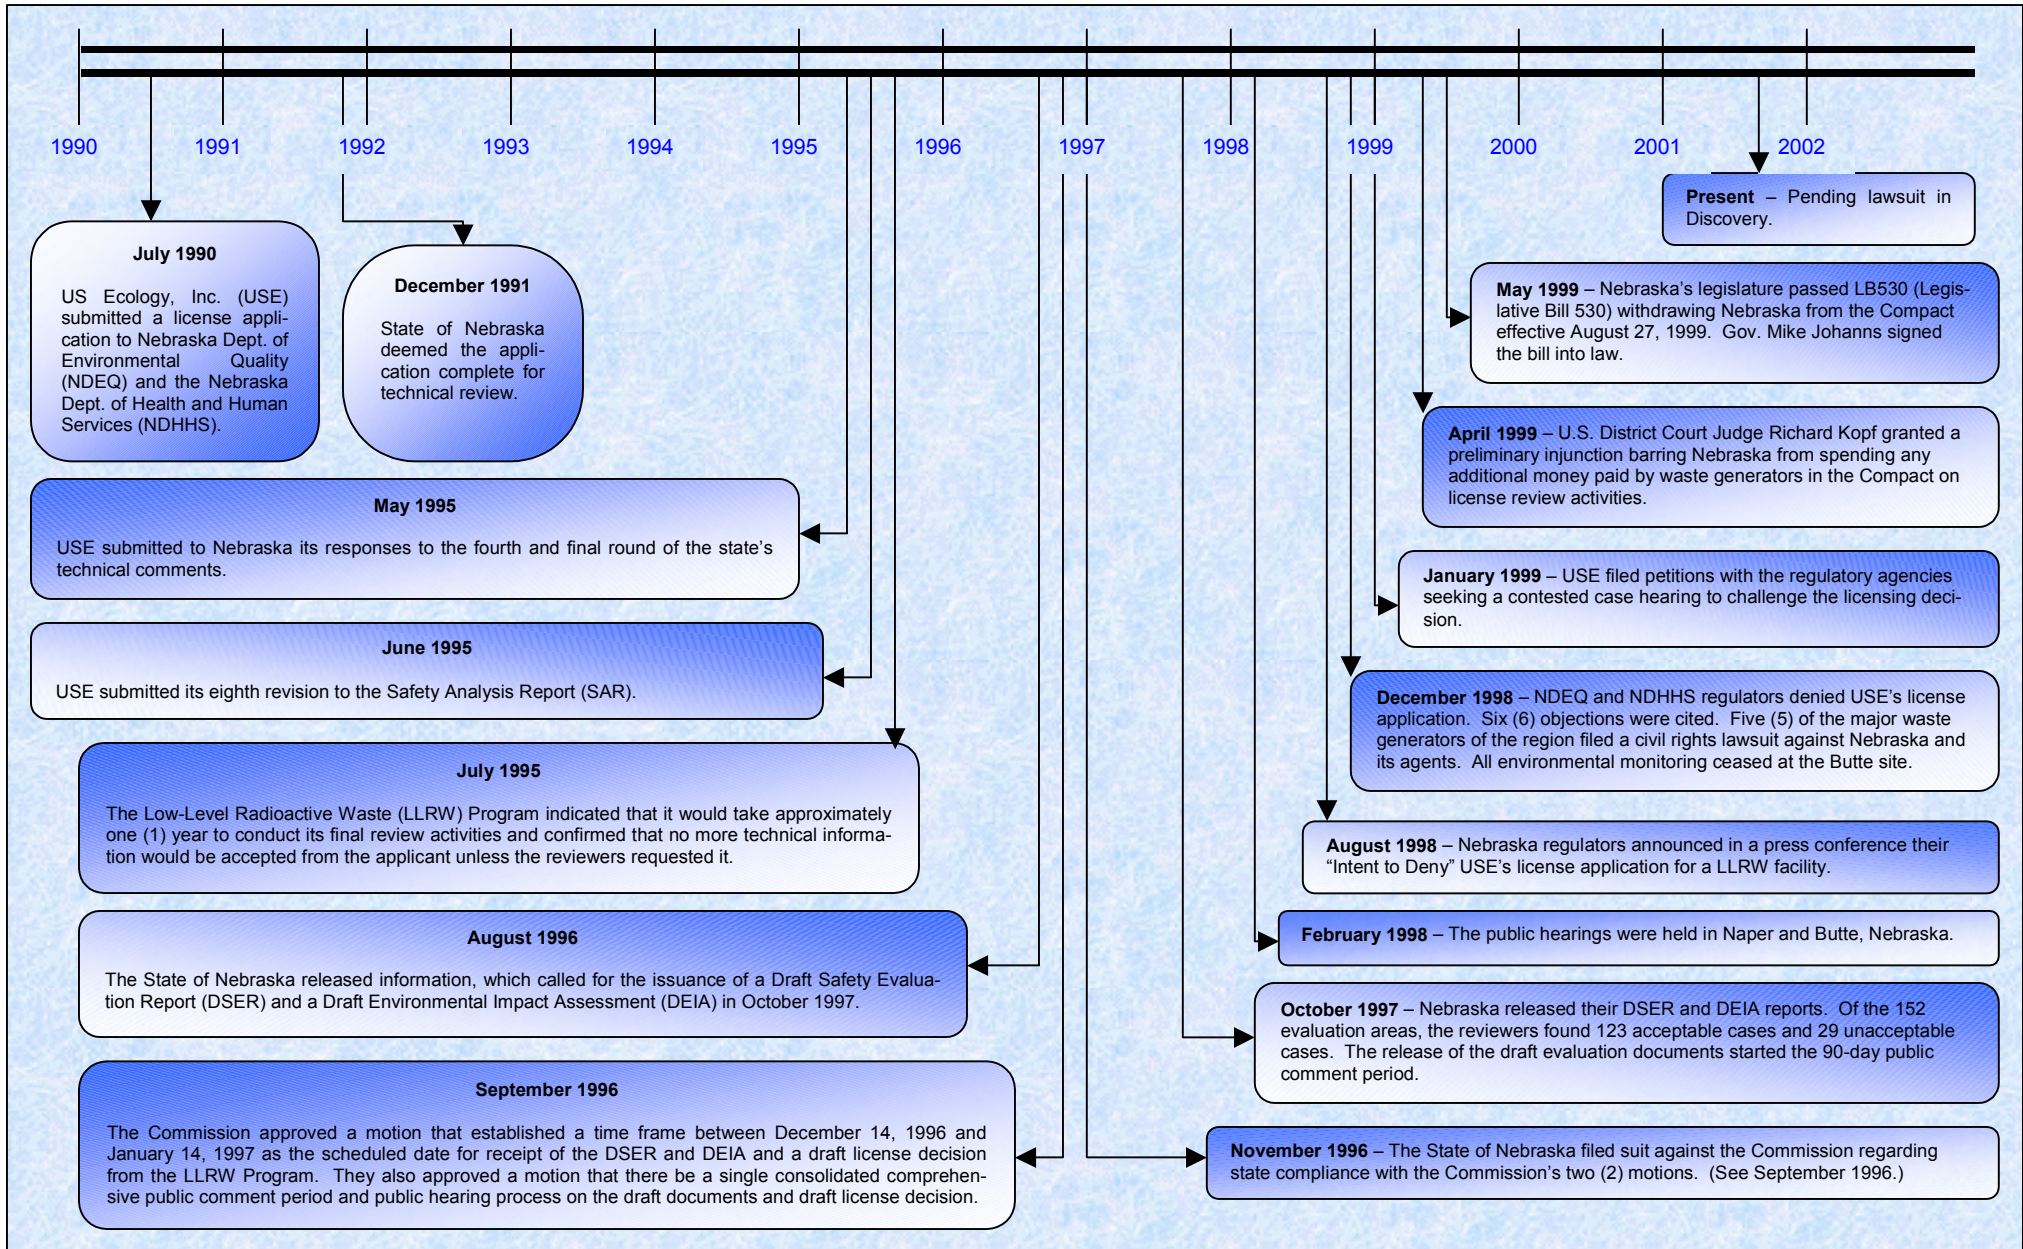 1990 1991 1992 1993 1994 1995 1996 1997 1998 1999 2000 2001 2002
July 1990
US Ecology, Inc. (USE)
submitted a license appli-
cation to Nebraska Dept. of
Environmental Quality
(NDEQ) and the Nebraska
Dept. of Health and Human
Services (NDHHS).
December 1991
State of Nebraska
deemed the appli-
cation complete for
technical review.
May 1995
USE submitted to Nebraska its responses to the fourth and final round of the state's
technical comments.
June 1995
USE submitted its eighth revision to the Safety Analysis Report (SAR).
July 1995
The Low-Level Radioactive Waste (LLRW) Program indicated that it would take approximately
one (1) year to conduct its final review activities and confirmed that no more technical informa-
tion would be accepted from the applicant unless the reviewers requested it.
August 1996
The State of Nebraska released information, which called for the issuance of a Draft Safety Evalua-
tion Report (DSER) and a Draft Environmental Impact Assessment (DEIA) in October 1997.
September 1996
The Commission approved a motion that established a time frame between December 14, 1996 and
January 14, 1997 as the scheduled date for receipt of the DSER and DEIA and a draft license decision
from the LLRW Program. They also approved a motion that there be a single consolidated comprehen-
sive public comment period and public hearing process on the draft documents and draft license decision.
Present – Pending lawsuit in
Discovery.
May 1999 – Nebraska's legislature passed LB530 (Legis-
lative Bill 530) withdrawing Nebraska from the Compact
effective August 27, 1999. Gov. Mike Johanns signed
the bill into law.
April 1999 – U.S. District Court Judge Richard Kopf granted a
preliminary injunction barring Nebraska from spending any
additional money paid by waste generators in the Compact on
license review activities.
January 1999 – USE filed petitions with the regulatory agencies
seeking a contested case hearing to challenge the licensing deci-
sion.
December 1998 – NDEQ and NDHHS regulators denied USE's license
application. Six (6) objections were cited. Five (5) of the major waste
generators of the region filed a civil rights lawsuit against Nebraska and
its agents. All environmental monitoring ceased at the Butte site.
August 1998 – Nebraska regulators announced in a press conference their
"Intent to Deny" USE's license application for a LLRW facility.
February 1998 – The public hearings were held in Naper and Butte, Nebraska.
October 1997 – Nebraska released their DSER and DEIA reports. Of the 152
evaluation areas, the reviewers found 123 acceptable cases and 29 unacceptable
cases. The release of the draft evaluation documents started the 90-day public
comment period.
November 1996 – The State of Nebraska filed suit against the Commission regarding
state compliance with the Commission's two (2) motions. (See September 1996.)